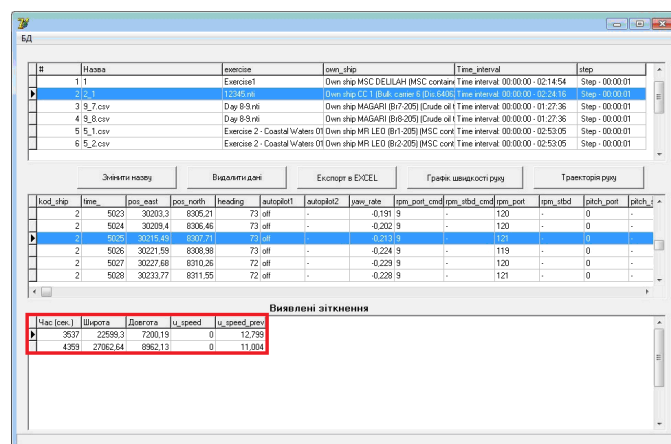 БД
# Назва exercise own_ship Time_interval step
1 1 Exercise1 Own ship MSC DELILAH (MSC containe Time interval: 00:00:00 - 02:14:54 Step - 00:00:01
2 2_1 12345.nti Own ship CC 1 (Bulk carrier 6 (Dis.6406 Time interval: 00:00:00 - 02:24:16 Step - 00:00:01
3 9_7.csv Day 8-9.nti Own ship MAGARI (Br7-205) (Crude oil t Time interval: 00:00:00 - 01:27:36 Step - 00:00:01
4 9_8.csv Day 8-9.nti Own ship MAGARI (Br8-205) (Crude oil t Time interval: 00:00:00 - 01:27:36 Step - 00:00:01
5 5_1.csv Exercise 2 - Coastal Waters 01 Own ship MR LEO (Br1-205) (MSC cont Time interval: 00:00:00 - 02:53:05 Step - 00:00:01
6 5_2.csv Exercise 2 - Coastal Waters 01 Own ship MR LEO (Br2-205) (MSC cont Time interval: 00:00:00 - 02:53:05 Step - 00:00:01
Змінити назву Видалити дані Експорт в EXCEL Графік швидкості руху Траекторія руху
kod_ship time_ pos_east pos_north heading autopilot1 autopilot2 yaw_rate rpm_port_cmd rpm_stbd_cmd rpm_port rpm_stbd pitch_port pitch_s
2 5023 30203,3 8305,21 73 off - -0,191 9 - 120 - 0 -
2 5024 30209,4 8306,46 73 off - -0,202 9 - 120 - 0 -
2 5025 30215,49 8307,71 73 off - -0,213 9 - 121 - 0 -
2 5026 30221,59 8308,98 73 off - -0,224 9 - 119 - 0 -
2 5027 30227,68 8310,26 72 off - -0,229 9 - 120 - 0 -
2 5028 30233,77 8311,55 72 off - -0,228 9 - 121 - 0 -
Виявлені зіткнення
Час (сек.) Широта Довгота u_speed u_speed_prev
3537 22599,3 7200,19 0 12,799
4359 27062,64 8962,13 0 11,004